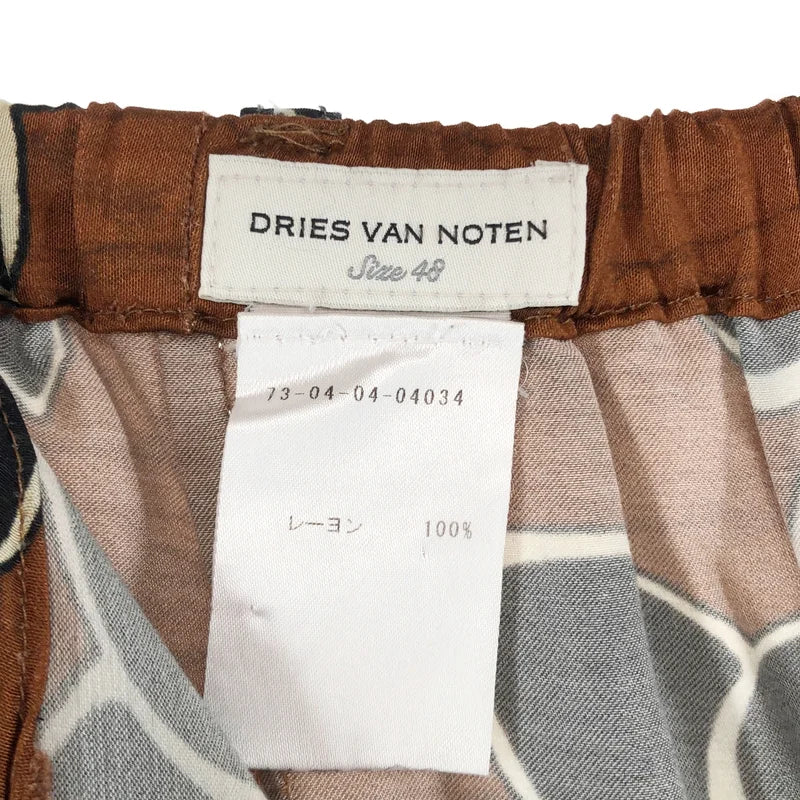 DRIES VAN NOTEN
Size 48
73-04-04-04034
レーヨン 100%